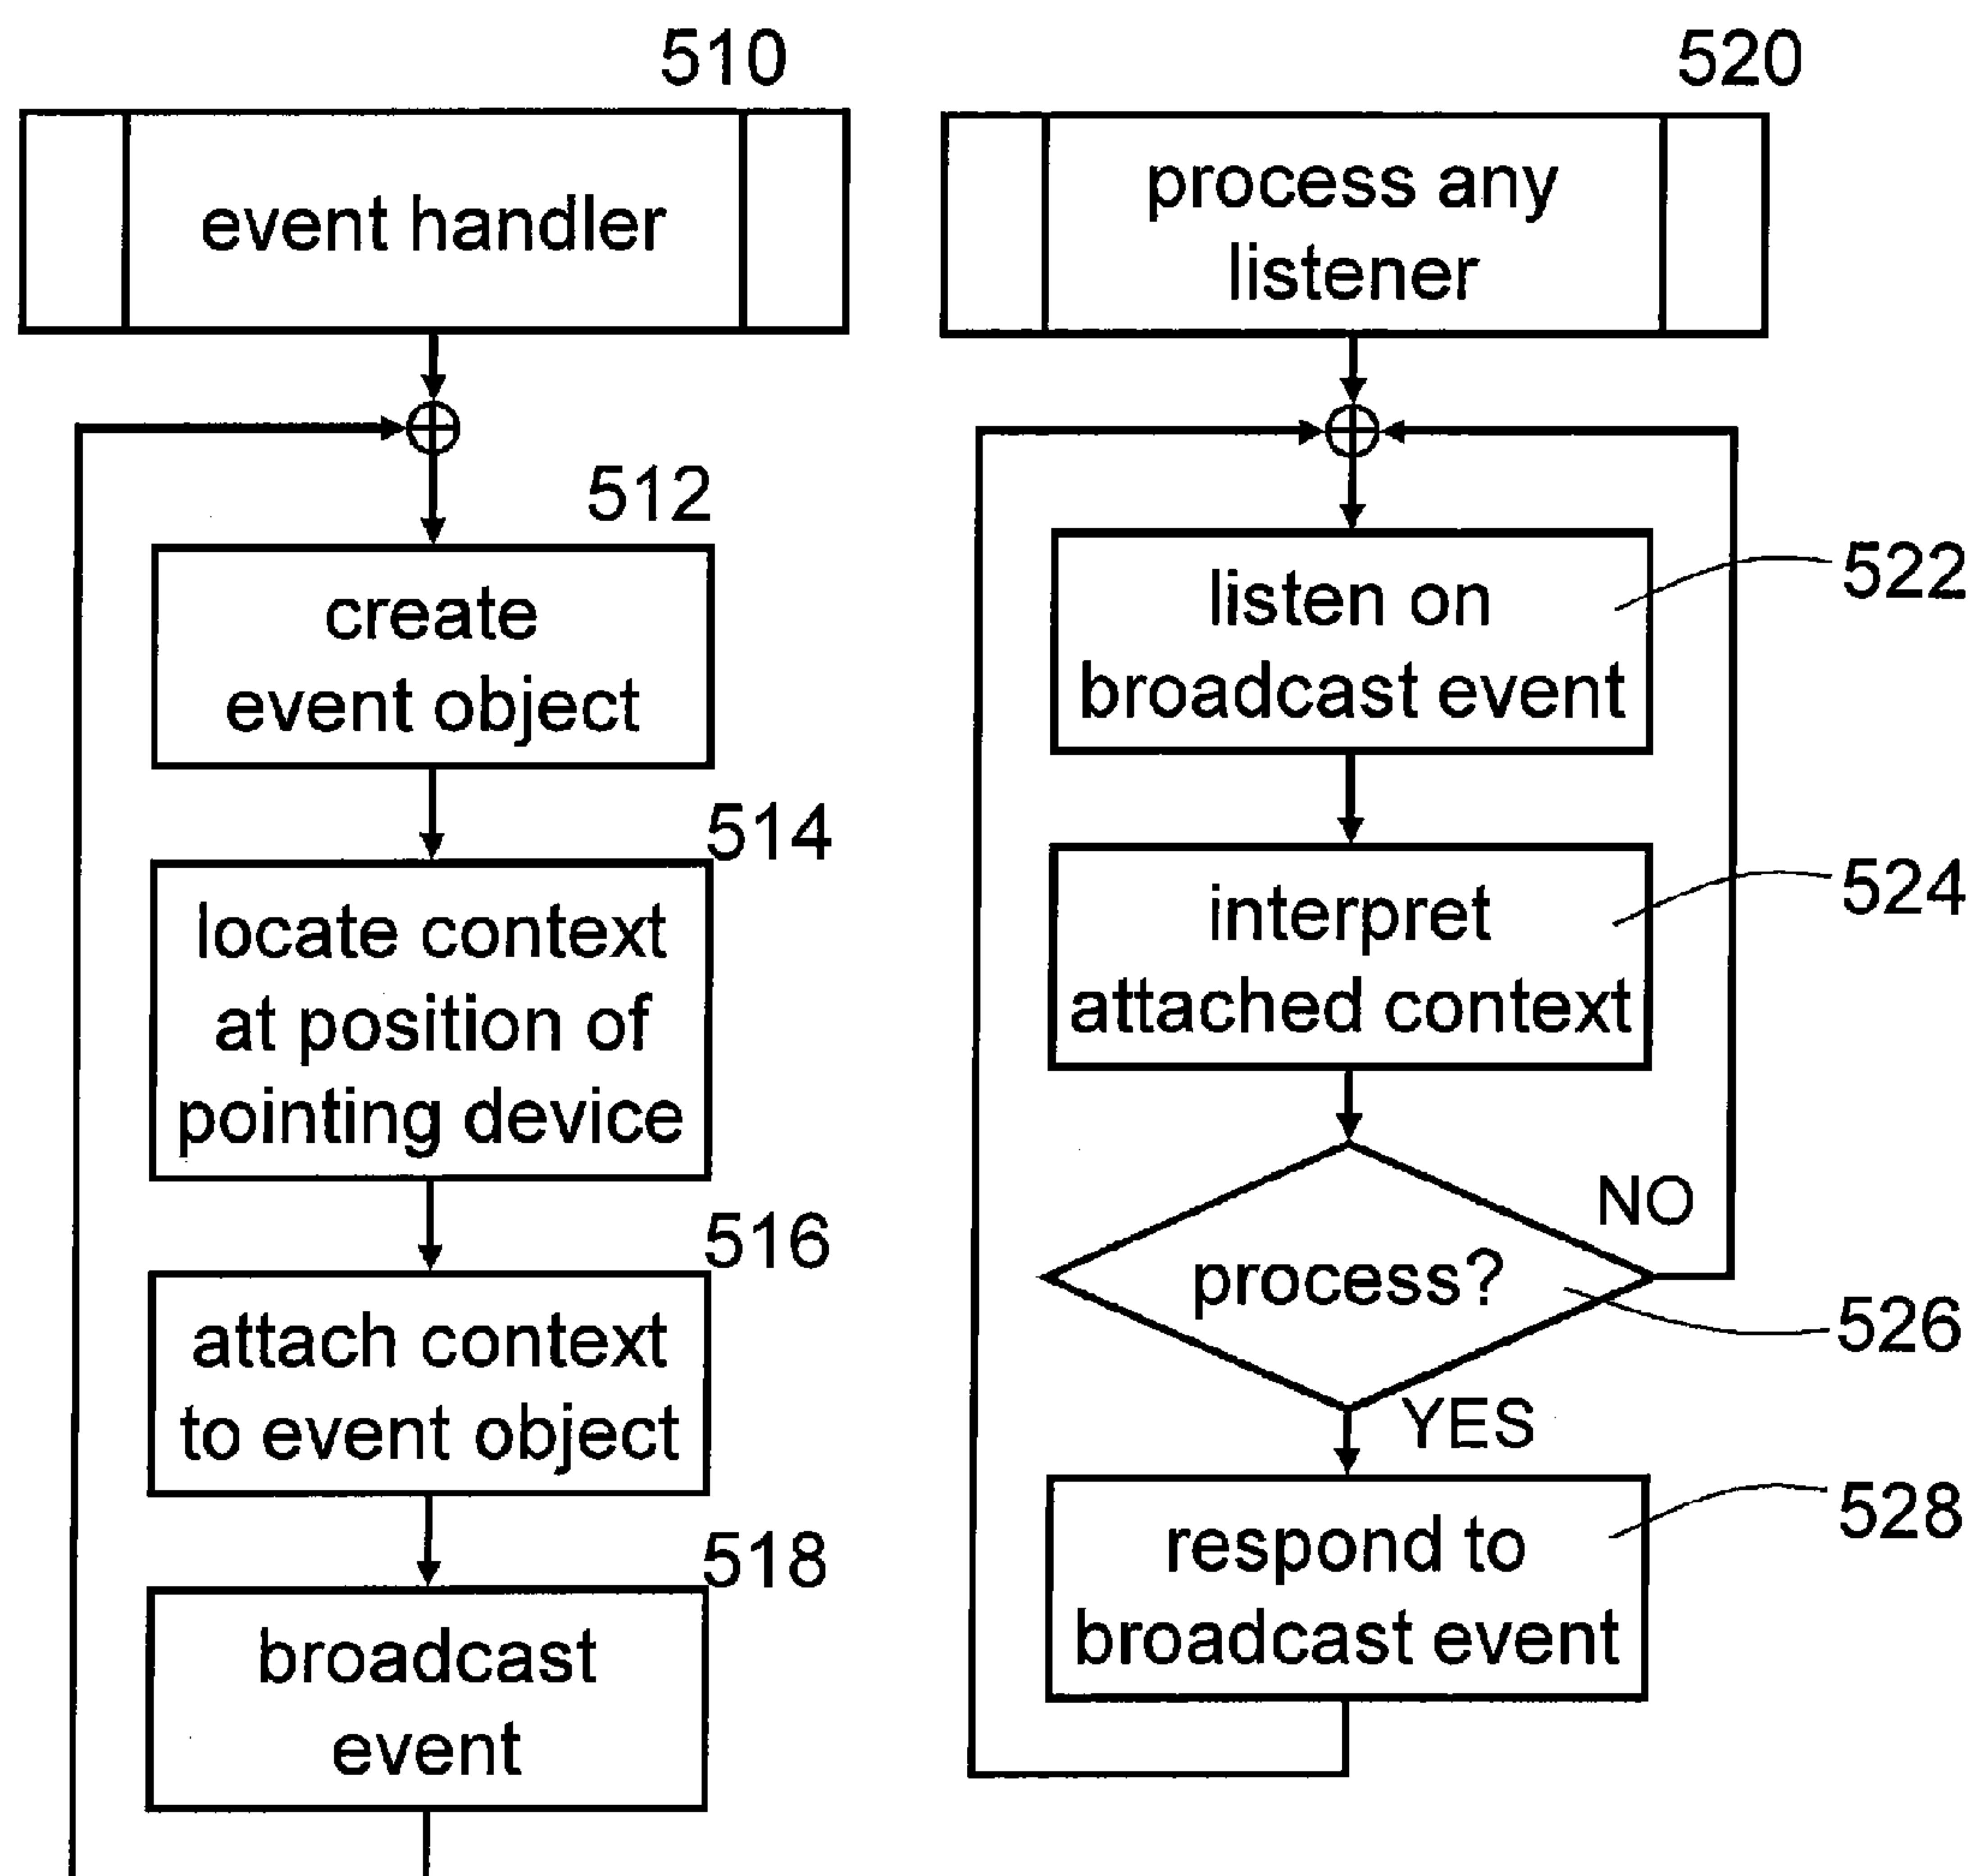 510
event handler
512
create
event object
514
locate context
at position of
pointing device
516
attach context
to event object
518
broadcast
event
520
process any
listener
522
listen on
broadcast event
524
interpret
attached context
NO
process?
526
YES
528
respond to
broadcast event